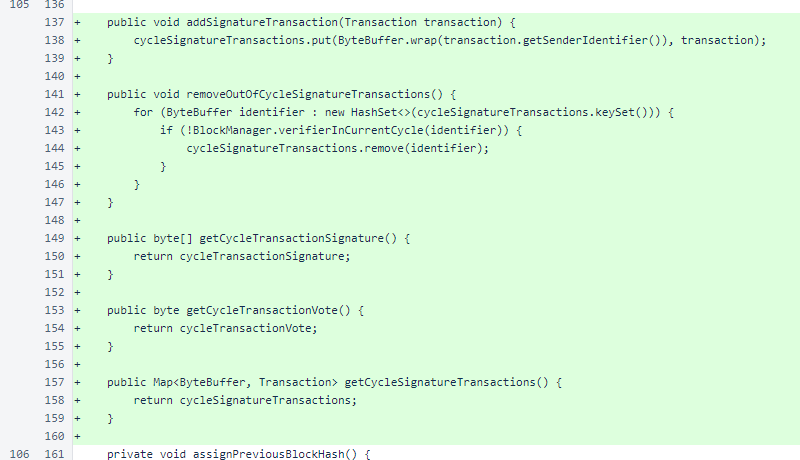 105 136
137 + public void addSignatureTransaction(Transaction transaction) {
138 + cycleSignatureTransactions.put(ByteBuffer.wrap(transaction.getSenderIdentifier()), transaction);
139 + }
140 +
141 + public void removeOutOfCycleSignatureTransactions() {
142 + for (ByteBuffer identifier : new HashSet<>(cycleSignatureTransactions.keySet())) {
143 + if (!BlockManager.verifierInCurrentCycle(identifier)) {
144 + cycleSignatureTransactions.remove(identifier);
145 + }
146 + }
147 + }
148 +
149 + public byte[] getCycleTransactionSignature() {
150 + return cycleTransactionSignature;
151 + }
152 +
153 + public byte getCycleTransactionVote() {
154 + return cycleTransactionVote;
155 + }
156 +
157 + public Map<ByteBuffer, Transaction> getCycleSignatureTransactions() {
158 + return cycleSignatureTransactions;
159 + }
160 +
106 161 private void assignPreviousBlockHash() {